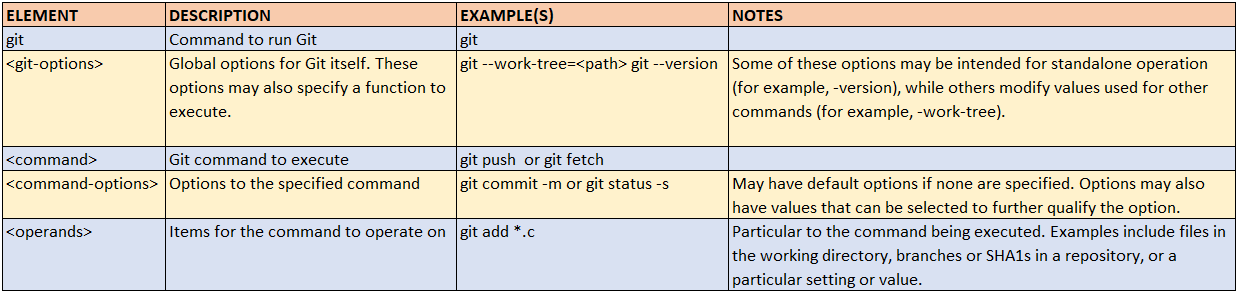 ELEMENT DESCRIPTION EXAMPLE(S) NOTES
git Command to run Git git
<git-options> Global options for Git itself. These git --work-tree=<path> git --version Some of these options may be intended for standalone operation
options may also specify a function to (for example, -version), while others modify values used for other
execute. commands (for example, -work-tree).
<command> Git command to execute git push or git fetch
<command-options> Options to the specified command git commit -m or git status -s May have default options if none are specified. Options may also
have values that can be selected to further qualify the option.
<operands> Items for the command to operate on git add *.c Particular to the command being executed. Examples include files in
the working directory, branches or SHA1s in a repository, or a
particular setting or value.